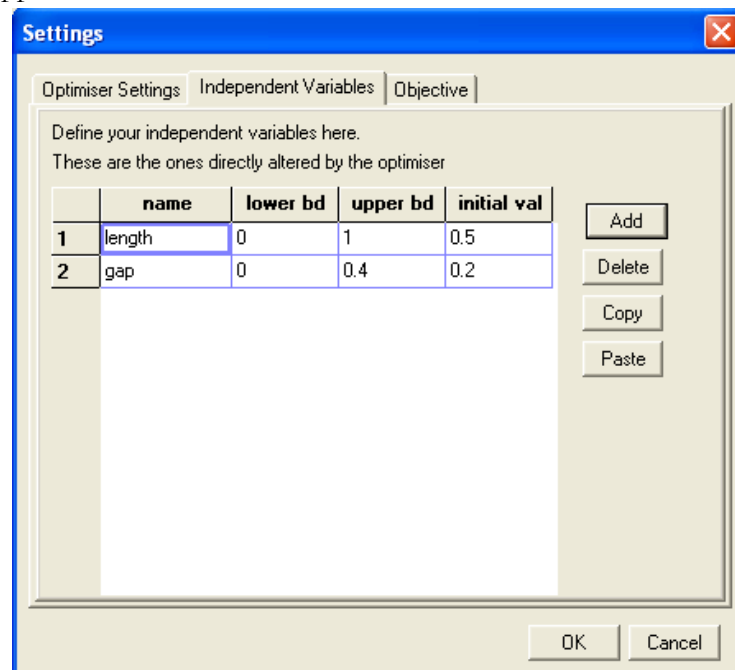 Settings
Optimiser Settings Independent Variables Objective
Define your independent variables here.
These are the ones directly altered by the optimiser
name lower bd upper bd initial val
1 length 0 1 0.5
2 gap 0 0.4 0.2
Add
Delete
Copy
Paste
OK Cancel